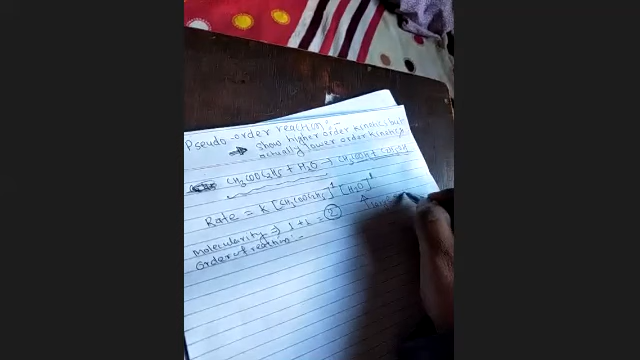 Pseudo-order reaction:-
→ Show higher order kinetics but
actually lower order kinetics.
CH3COOC2H5 + H2O → CH3COOH + C2H5OH
Rate = K [CH3COOC2H5]^1 [H2O]^1
Molecularity ⇒ 1+1 = 2
Order of reaction:-